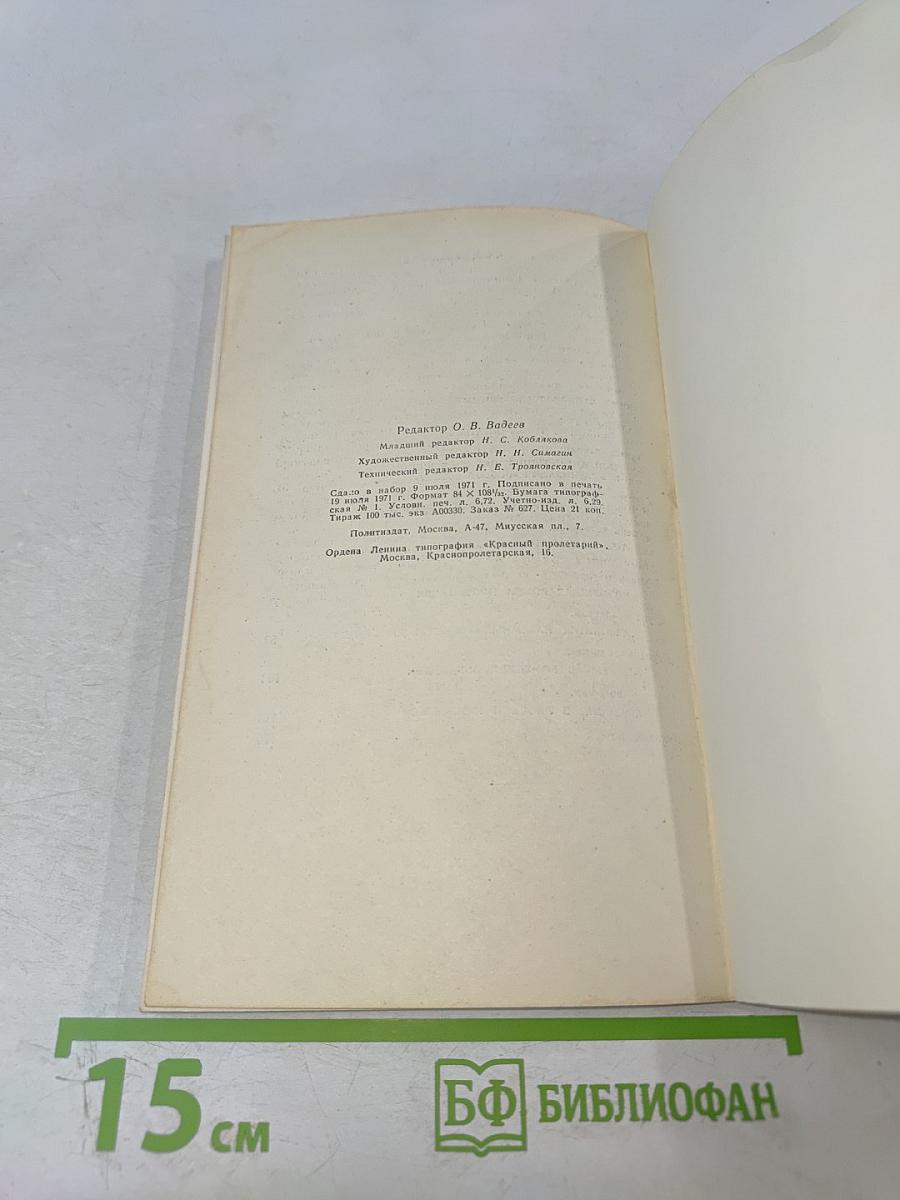 Редактор О. В. Вадеев
Младший редактор Н. С. Коблякова
Художественный редактор Н. Н. Симагин
Технический редактор Н. Е. Трояновская
Сдано в набор 9 июля 1971 г. Подписано в печать
19 июля 1971 г. Формат 84 × 108¹/₃₂. Бумага типограф-
ская № 1. Условн. печ. л. 6,72. Учетно-изд. л. 6,29.
Тираж 100 тыс. экз А00330. Заказ № 627. Цена 21 коп.
Политиздат, Москва, А-47, Миусская пл., 7.
Ордена Ленина типография «Красный пролетарий».
Москва, Краснопролетарская, 16.
15 см
БФ БИБЛИОФАН